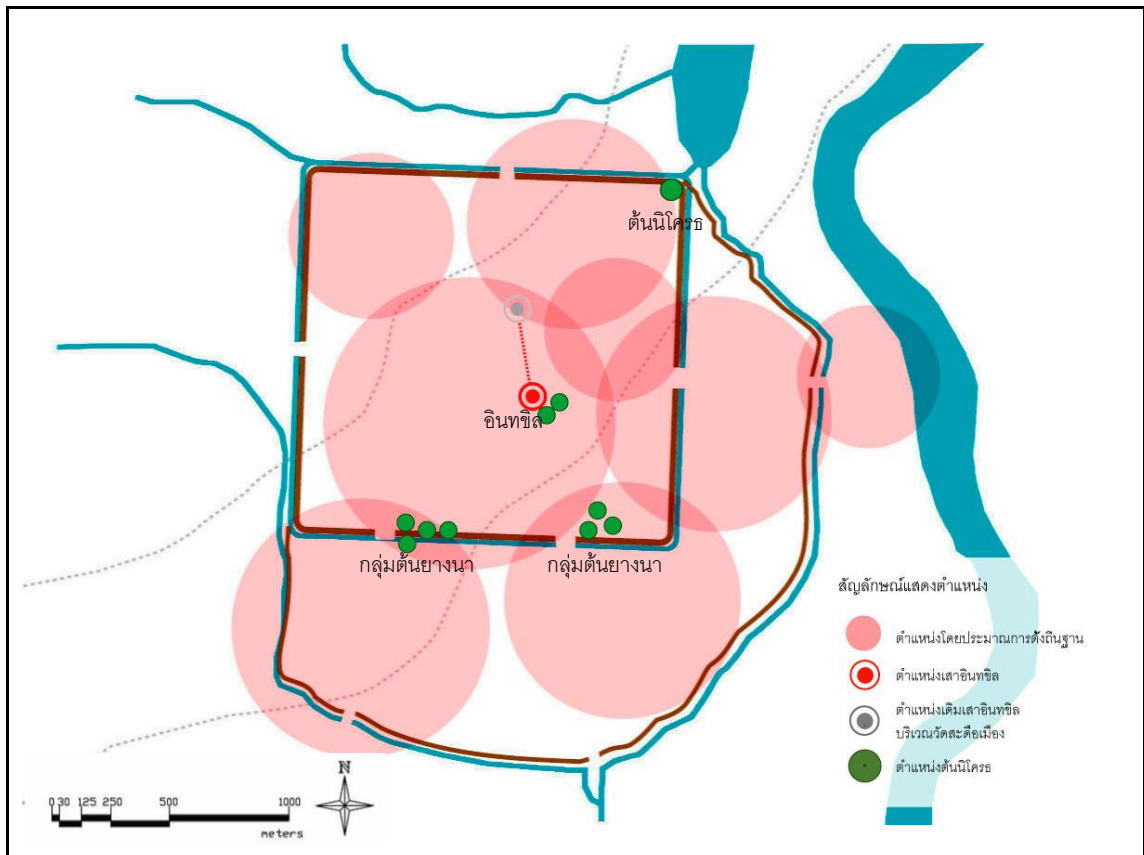 ต้นนิโครธ
อินทขิล
กลุ่มต้นยางนา
กลุ่มต้นยางนา
สัญลักษณ์แสดงตำแหน่ง
ตำแหน่งโดยประมาณการตั้งถิ่นฐาน
ตำแหน่งเสาอินทขิล
ตำแหน่งเดิมเสาอินทขิล
บริเวณวัดสะดือเมือง
ตำแหน่งต้นนิโครธ
N
0 30 125 250 500 1000
meters